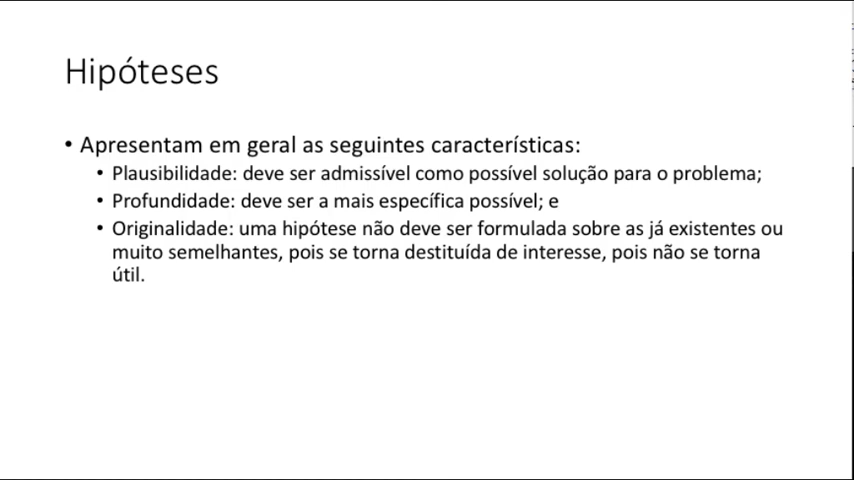 Hipóteses
• Apresentam em geral as seguintes características:
• Plausibilidade: deve ser admissível como possível solução para o problema;
• Profundidade: deve ser a mais específica possível; e
• Originalidade: uma hipótese não deve ser formulada sobre as já existentes ou
muito semelhantes, pois se torna destituída de interesse, pois não se torna
útil.